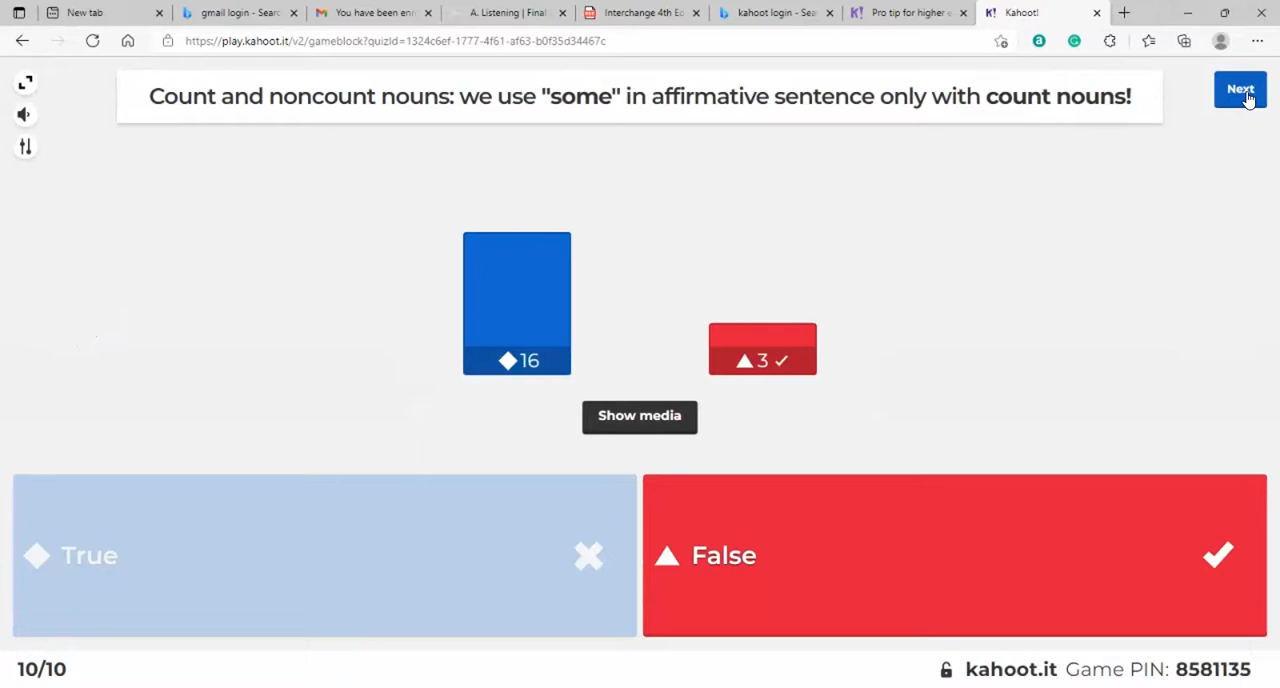 New tab
gmail login - Sear
You have been enr
A. Listening | Final
Interchange 4th Ed
kahoot login - Sea
Pro tip for higher e
K! Kahoot!
https://play.kahoot.it/v2/gameblock?quizId=1324c6ef-1777-4f61-af63-b0f35d34467c
Count and noncount nouns: we use "some" in affirmative sentence only with count nouns!
Next
16
3
Show media
True
False
10/10
kahoot.it Game PIN: 8581135